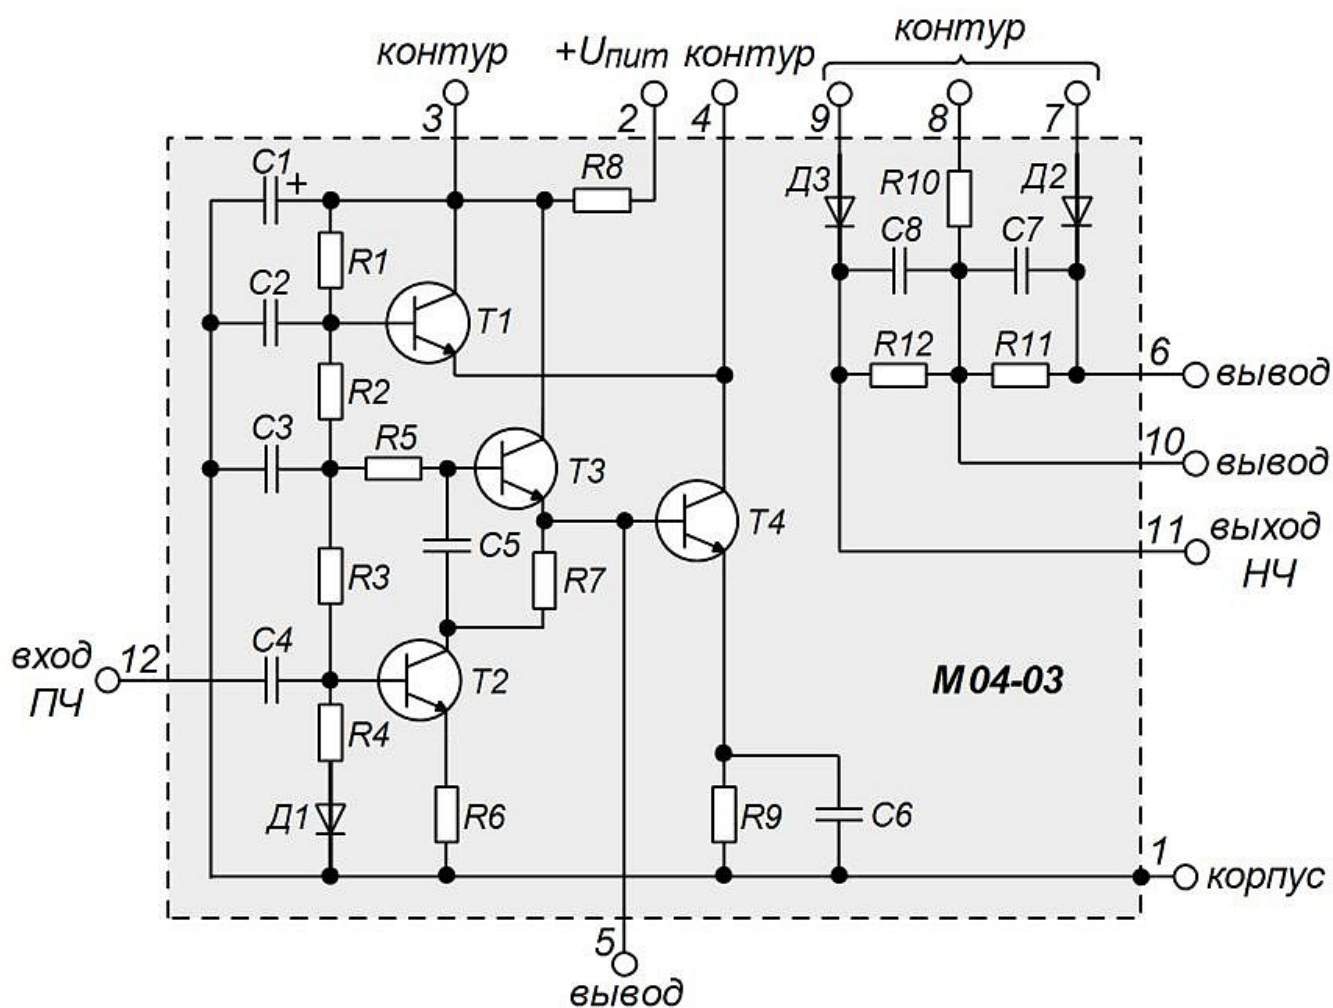 контур
контур +Uпит контур
3 2 4 9 8 7
C1 + R8 Д3 R10 Д2
C8 C7
R1
C2
T1
R12 R11 6 вывод
R2
C3 R5 10 вывод
T3
T4 11 выход
НЧ
C5
R3 R7
вход 12 C4
ПЧ
T2 М04-03
R4
Д1 R6 R9 C6
1 корпус
5
вывод